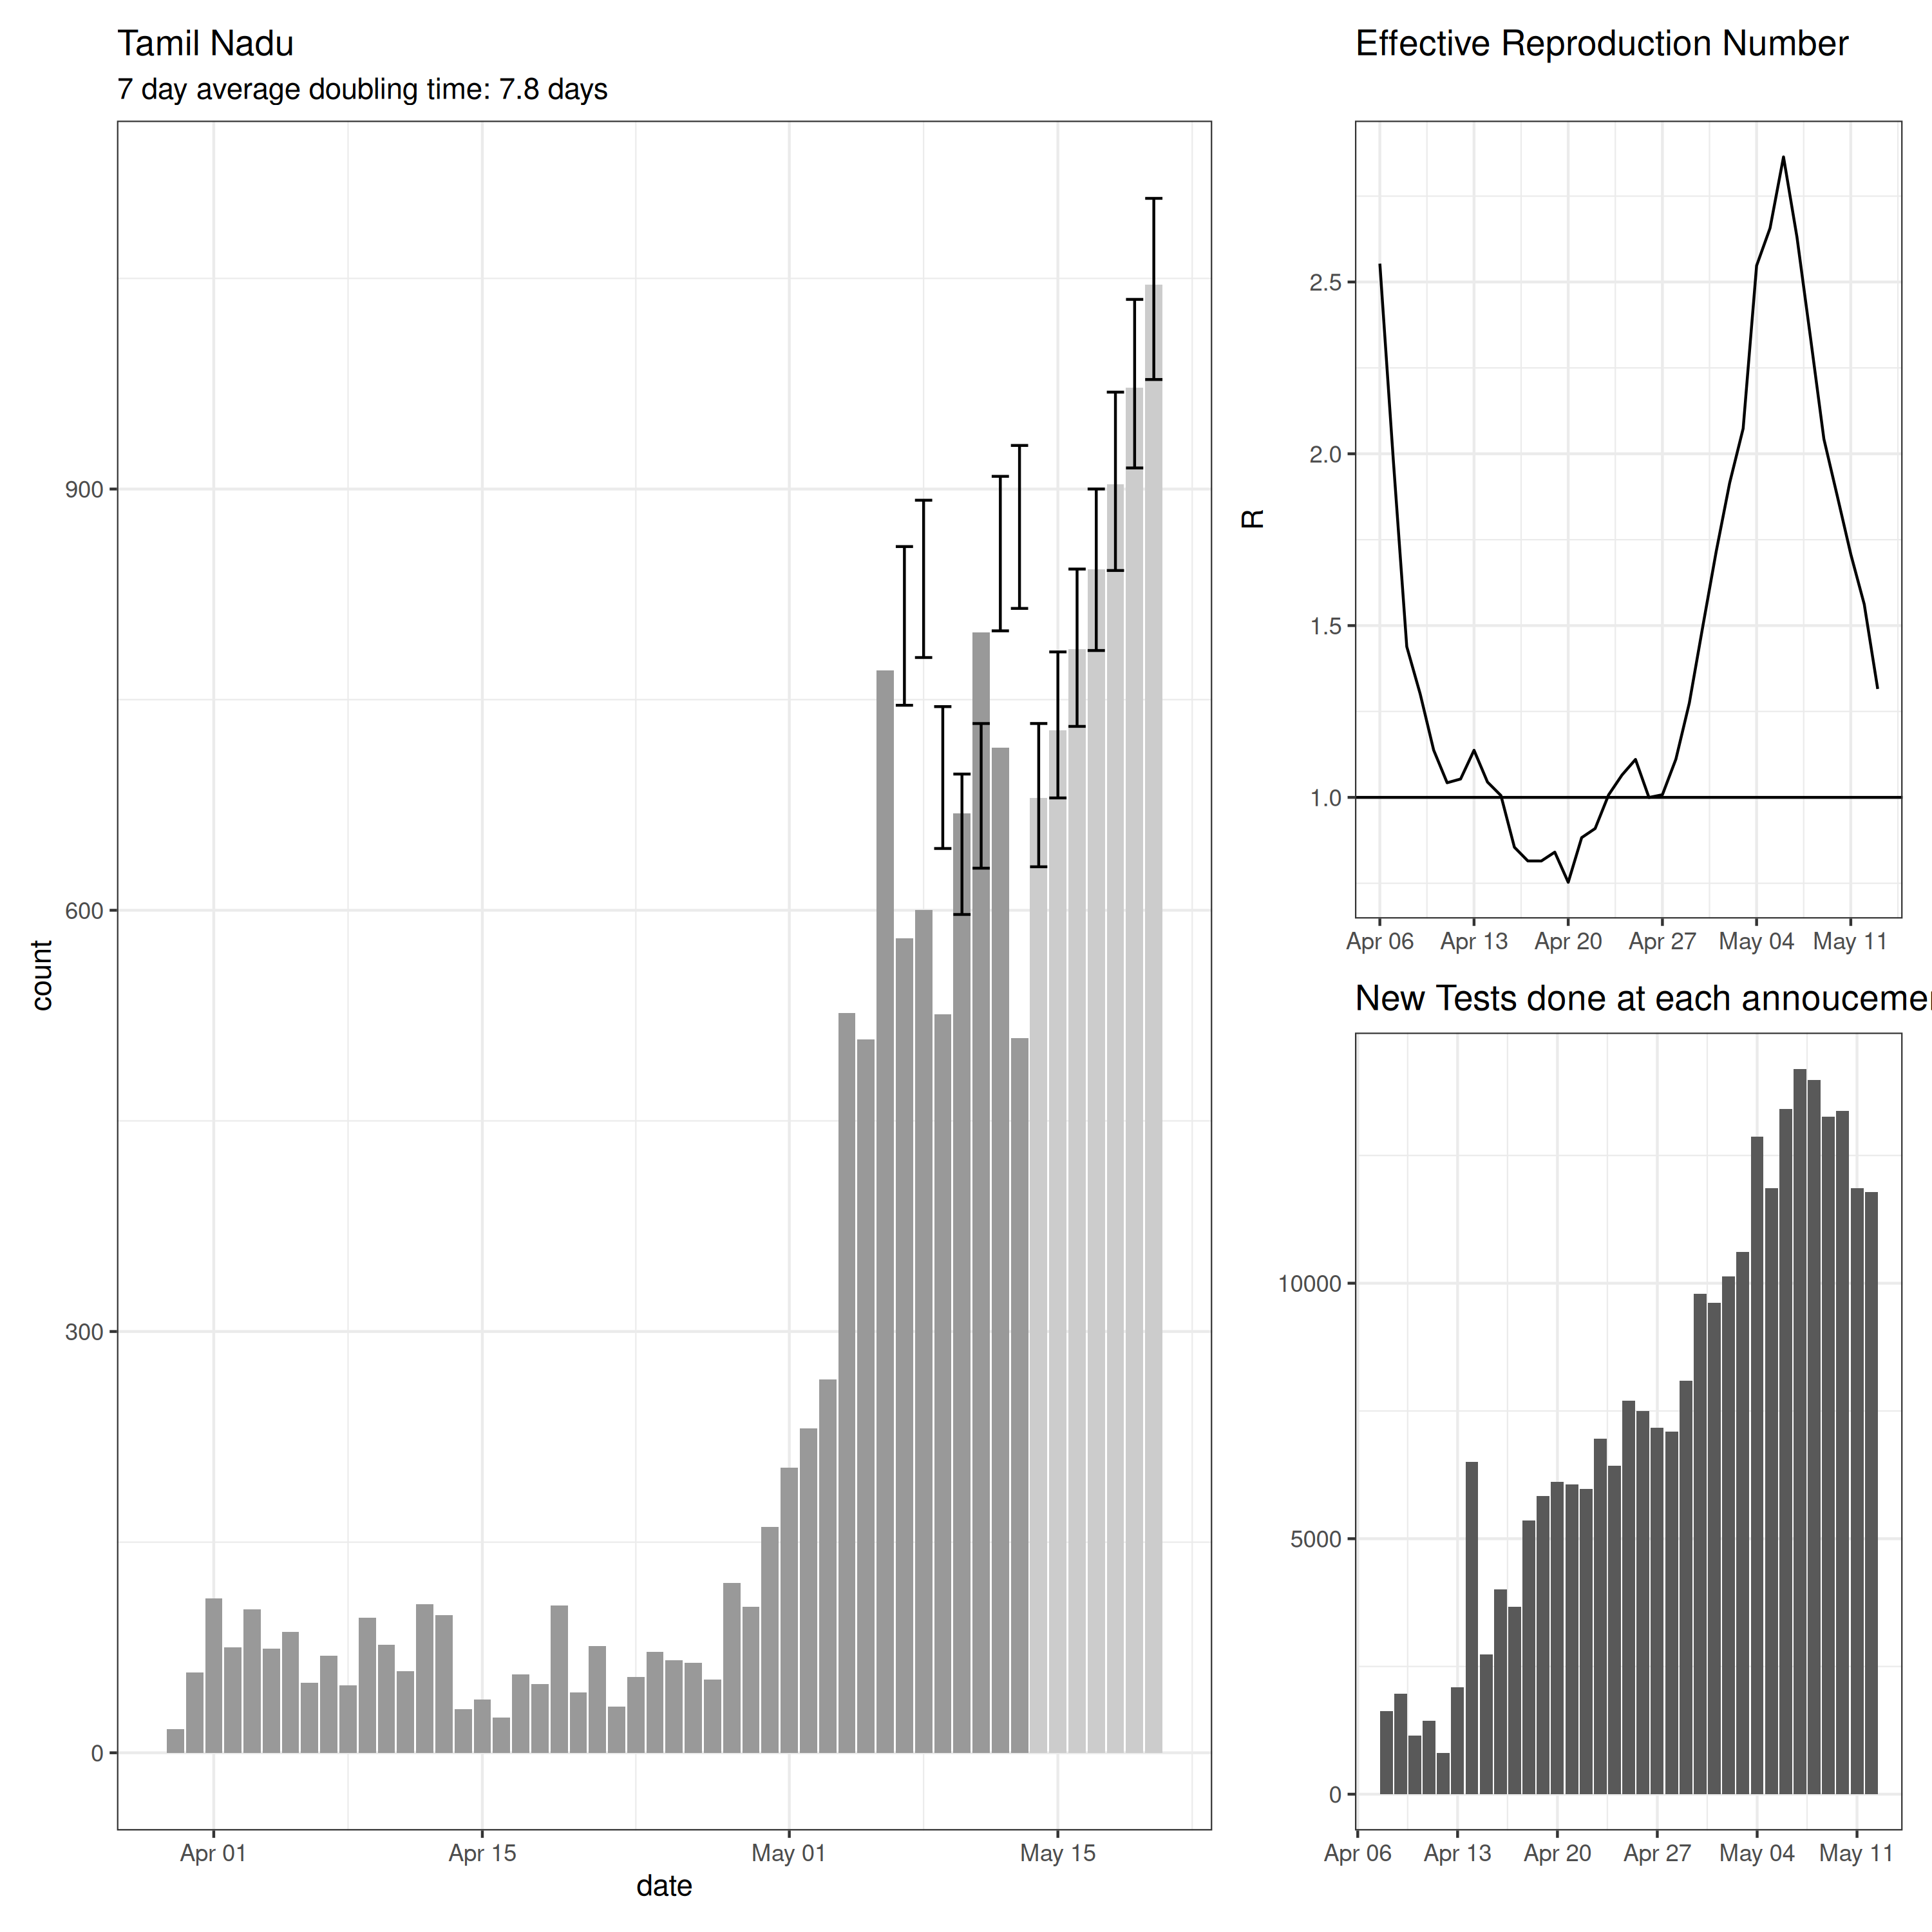 Tamil Nadu
7 day average doubling time: 7.8 days
count
900
600
300
0
Apr 01 Apr 15 May 01 May 15
date
Effective Reproduction Number
R
2.5
2.0
1.5
1.0
Apr 06 Apr 13 Apr 20 Apr 27 May 04 May 11
New Tests done at each annoucemen
10000
5000
0
Apr 06 Apr 13 Apr 20 Apr 27 May 04 May 11